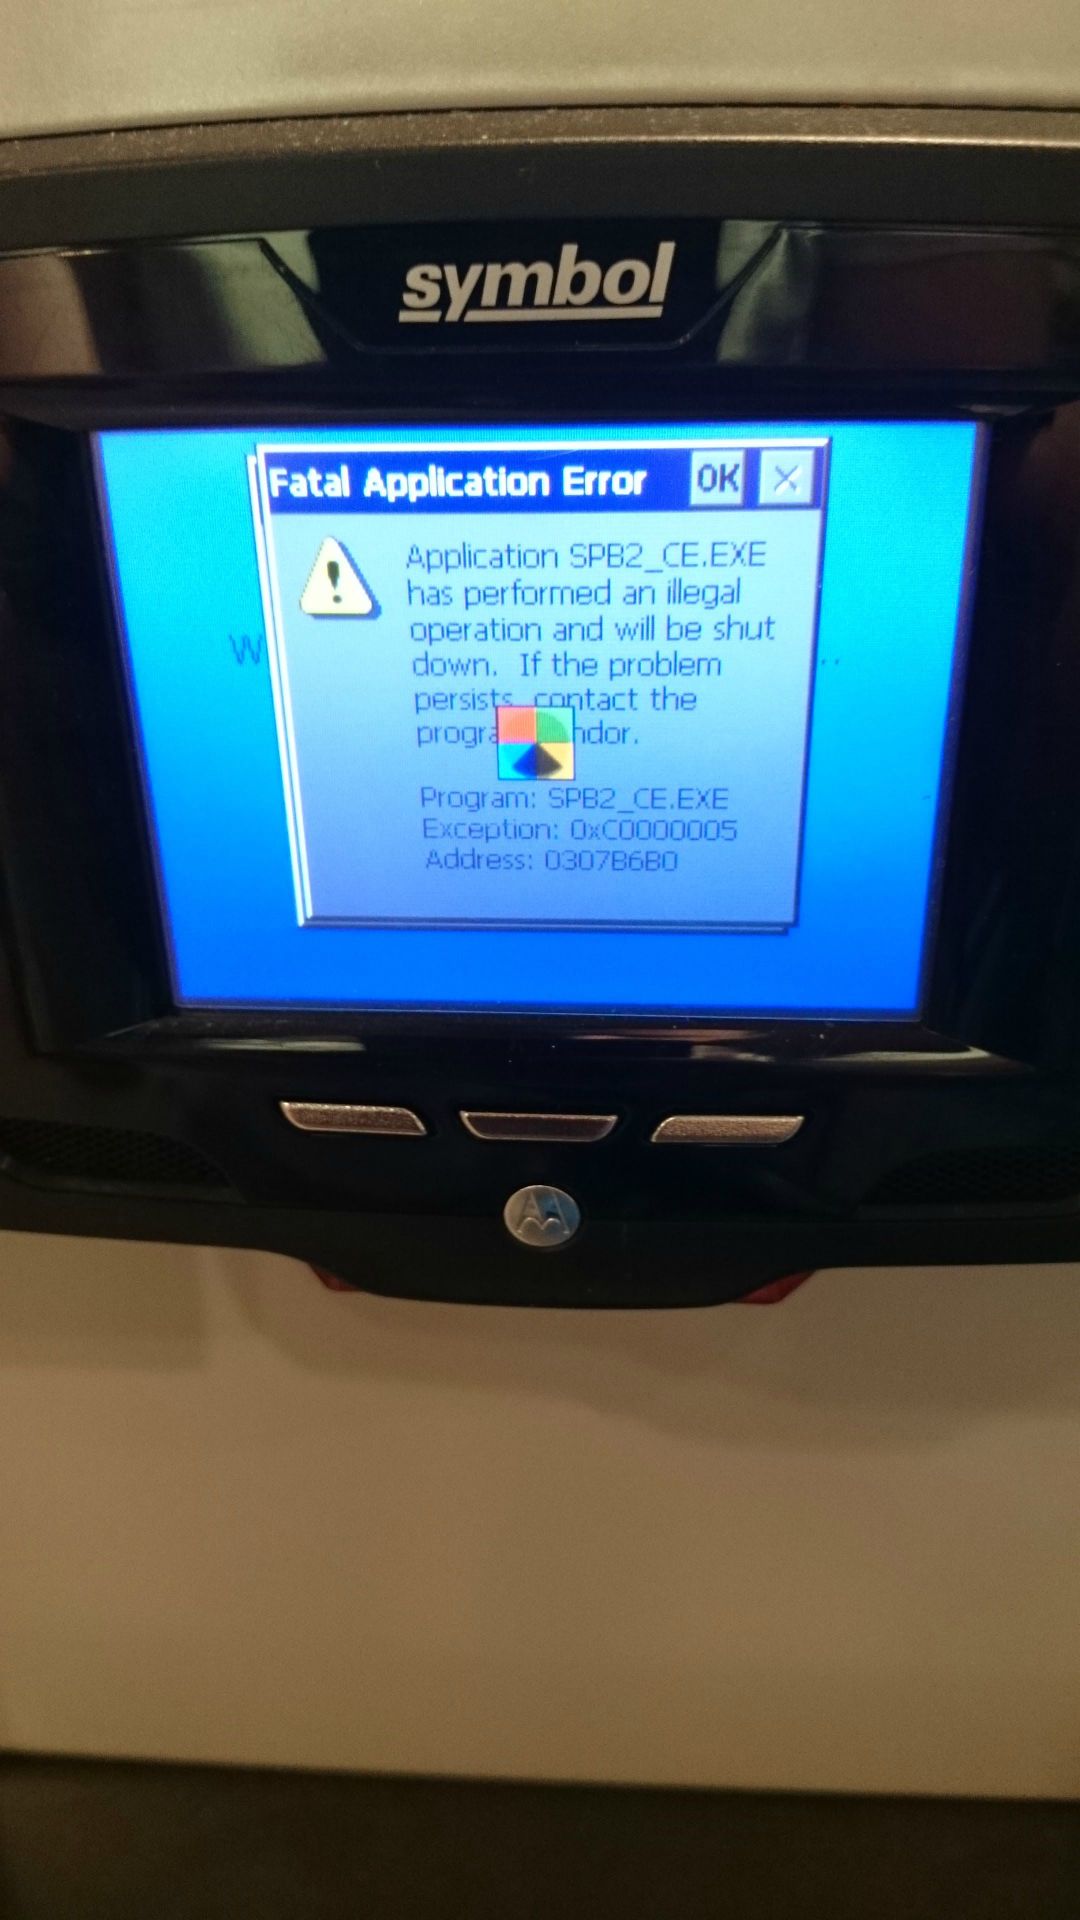 symbol
Fatal Application Error OK
Application SPB2_CE.EXE
has performed an illegal
operation and will be shut
down. If the problem
persists, contact the
Program: SPB2_CE.EXE
Exception: 0xC0000005
Address: 0307B6B0